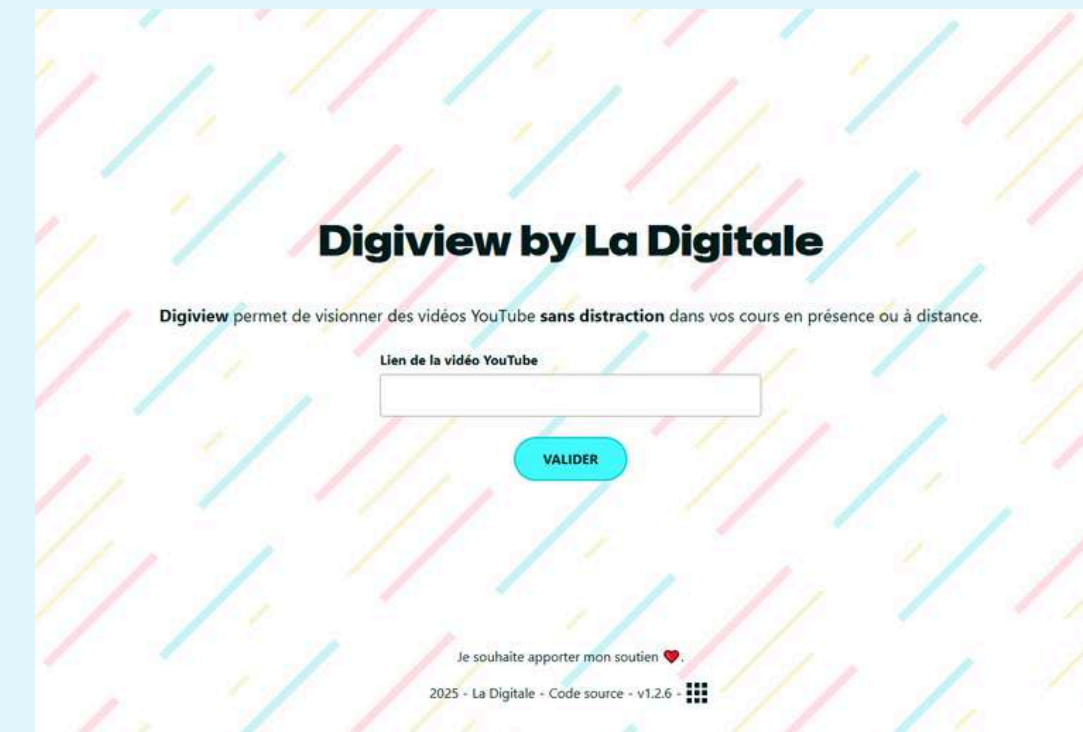 Digiview by La Digitale
Digiview permet de visionner des vidéos YouTube sans distraction dans vos cours en présence ou à distance.
Lien de la vidéo YouTube
VALIDER
Je souhaite apporter mon soutien ❤️.
2025 - La Digitale - Code source - v1.2.6 -